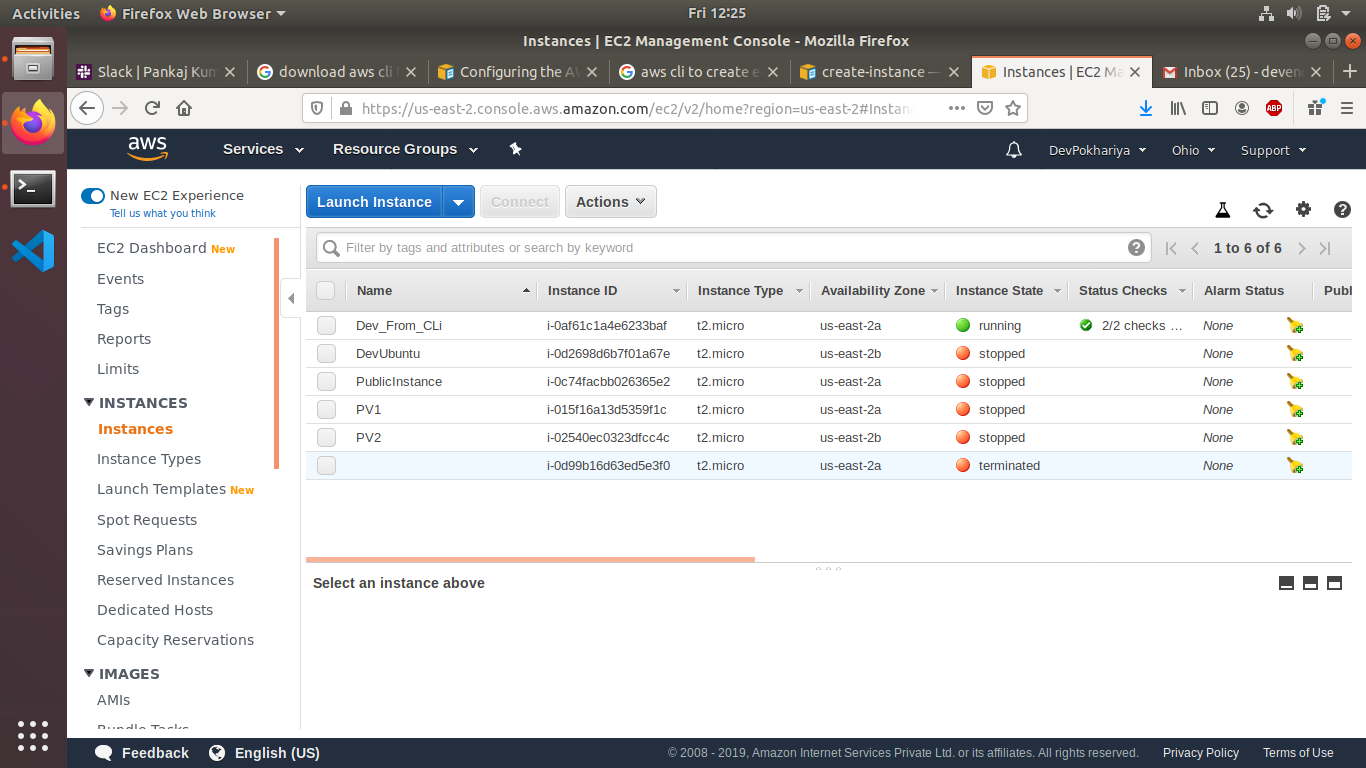 Activities Firefox Web Browser Fri 12:25
Instances | EC2 Management Console - Mozilla Firefox
Slack | Pankaj Kum download aws cli Configuring the A aws cli to create e create-instance — Instances | EC2 Ma Inbox (25) - deven
https://us-east-2.console.aws.amazon.com/ec2/v2/home?region=us-east-2#Instan
ABP
aws Services Resource Groups DevPokhariya Ohio Support
New EC2 Experience
Tell us what you think
Launch Instance Connect Actions
EC2 Dashboard New
Events
Tags
Reports
Limits
INSTANCES
Instances
Instance Types
Launch Templates New
Spot Requests
Savings Plans
Reserved Instances
Dedicated Hosts
Capacity Reservations
IMAGES
AMIs
Bundle Tasks
Filter by tags and attributes or search by keyword 1 to 6 of 6
Name Instance ID Instance Type Availability Zone Instance State Status Checks Alarm Status Publ
Dev_From_CLi i-0af61c1a4e6233baf t2.micro us-east-2a running 2/2 checks … None
DevUbuntu i-0d2698d6b7f01a67e t2.micro us-east-2b stopped None
PublicInstance i-0c74facbb026365e2 t2.micro us-east-2a stopped None
PV1 i-015f16a13d5359f1c t2.micro us-east-2a stopped None
PV2 i-02540ec0323dfcc4c t2.micro us-east-2b stopped None
i-0d99b16d63ed5e3f0 t2.micro us-east-2a terminated None
Select an instance above
Feedback English (US) © 2008 - 2019, Amazon Internet Services Private Ltd. or its affiliates. All rights reserved. Privacy Policy Terms of Use